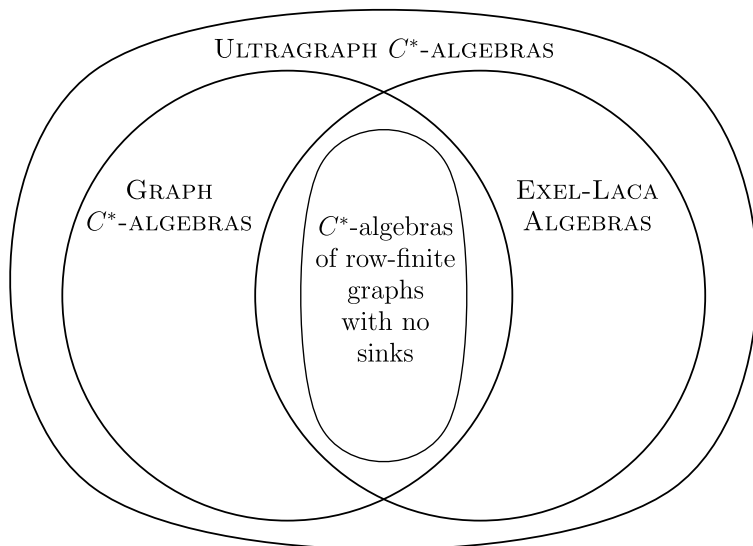 ULTRAGRAPH C*-ALGEBRAS
GRAPH
C*-ALGEBRAS
EXEL-LACA
ALGEBRAS
C*-algebras
of row-finite
graphs
with no
sinks